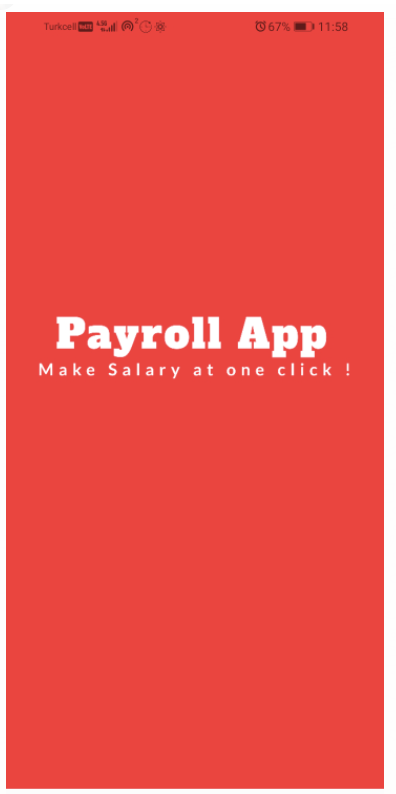 Turkcell 67% 11:58
Payroll App
Make Salary at one click !